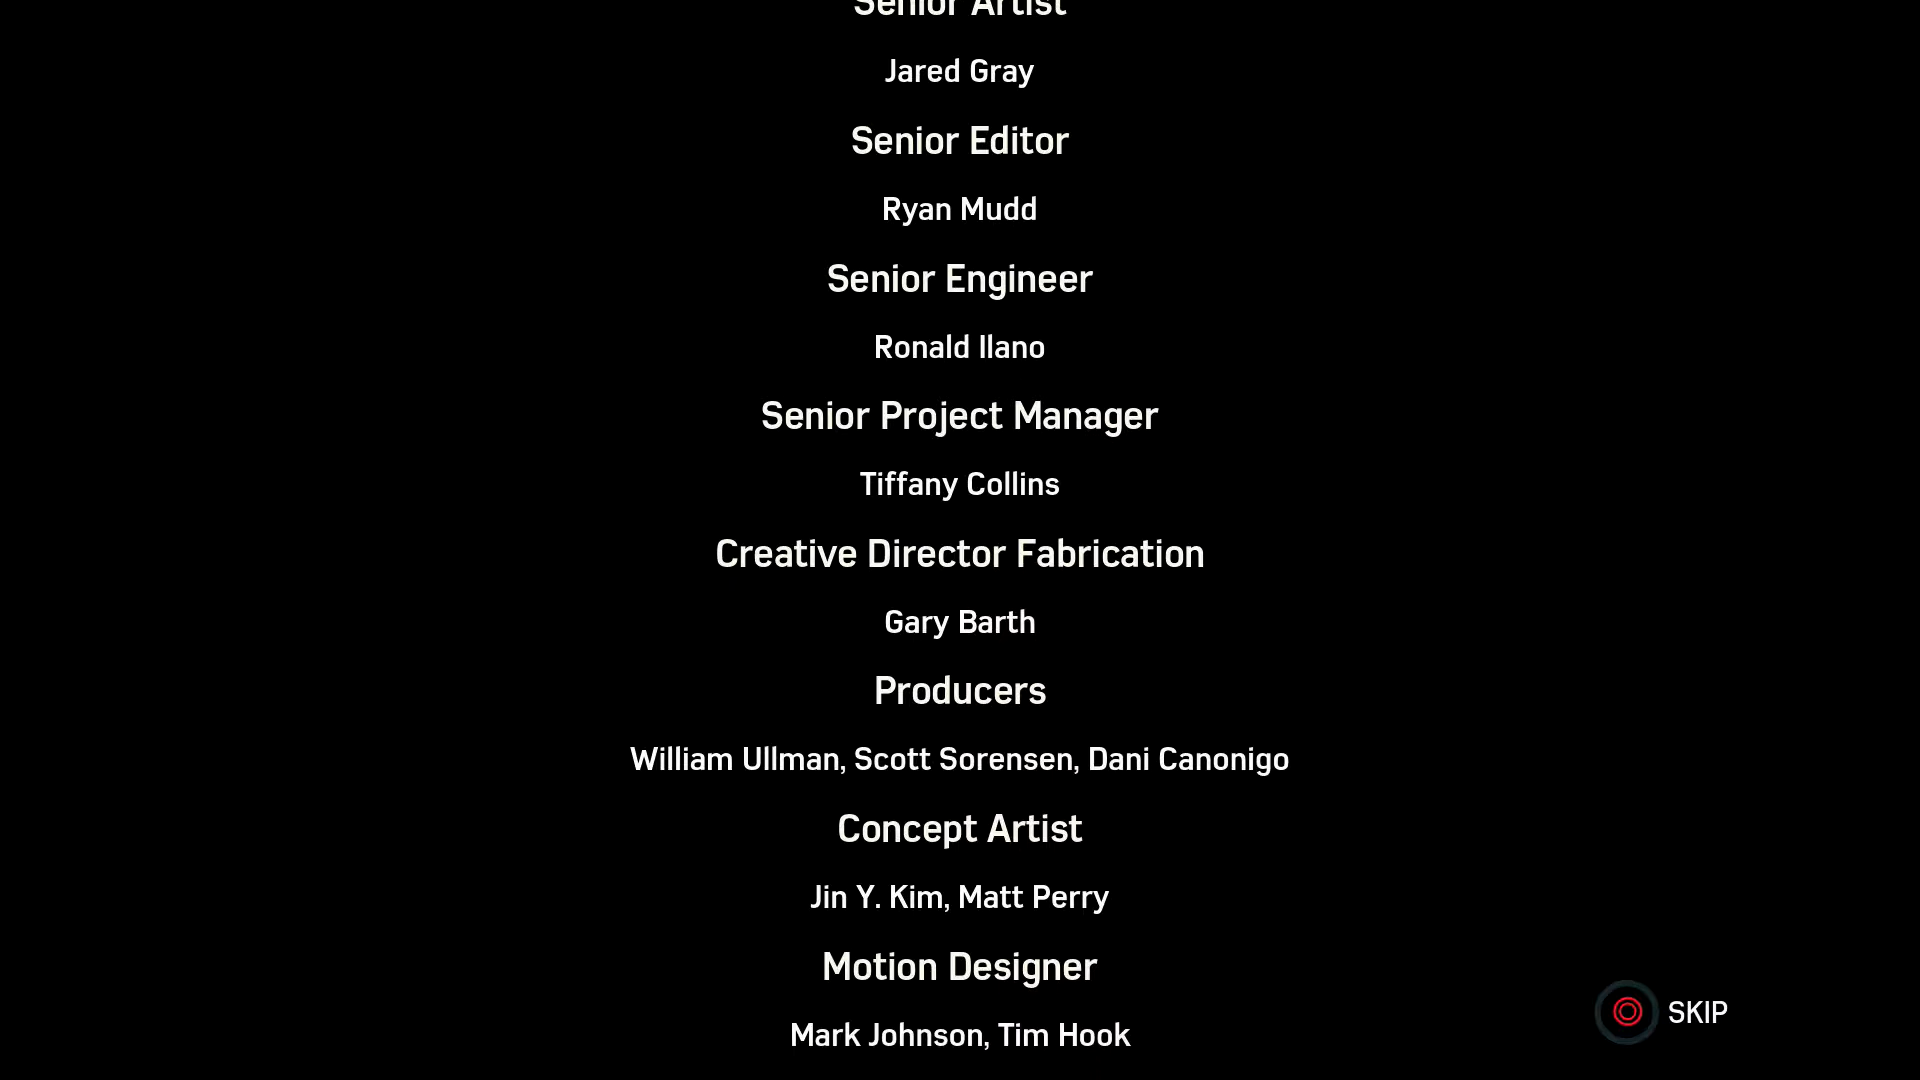 Senior Artist
Jared Gray
Senior Editor
Ryan Mudd
Senior Engineer
Ronald Ilano
Senior Project Manager
Tiffany Collins
Creative Director Fabrication
Gary Barth
Producers
William Ullman, Scott Sorensen, Dani Canonigo
Concept Artist
Jin Y. Kim, Matt Perry
Motion Designer
SKIP
Mark Johnson, Tim Hook